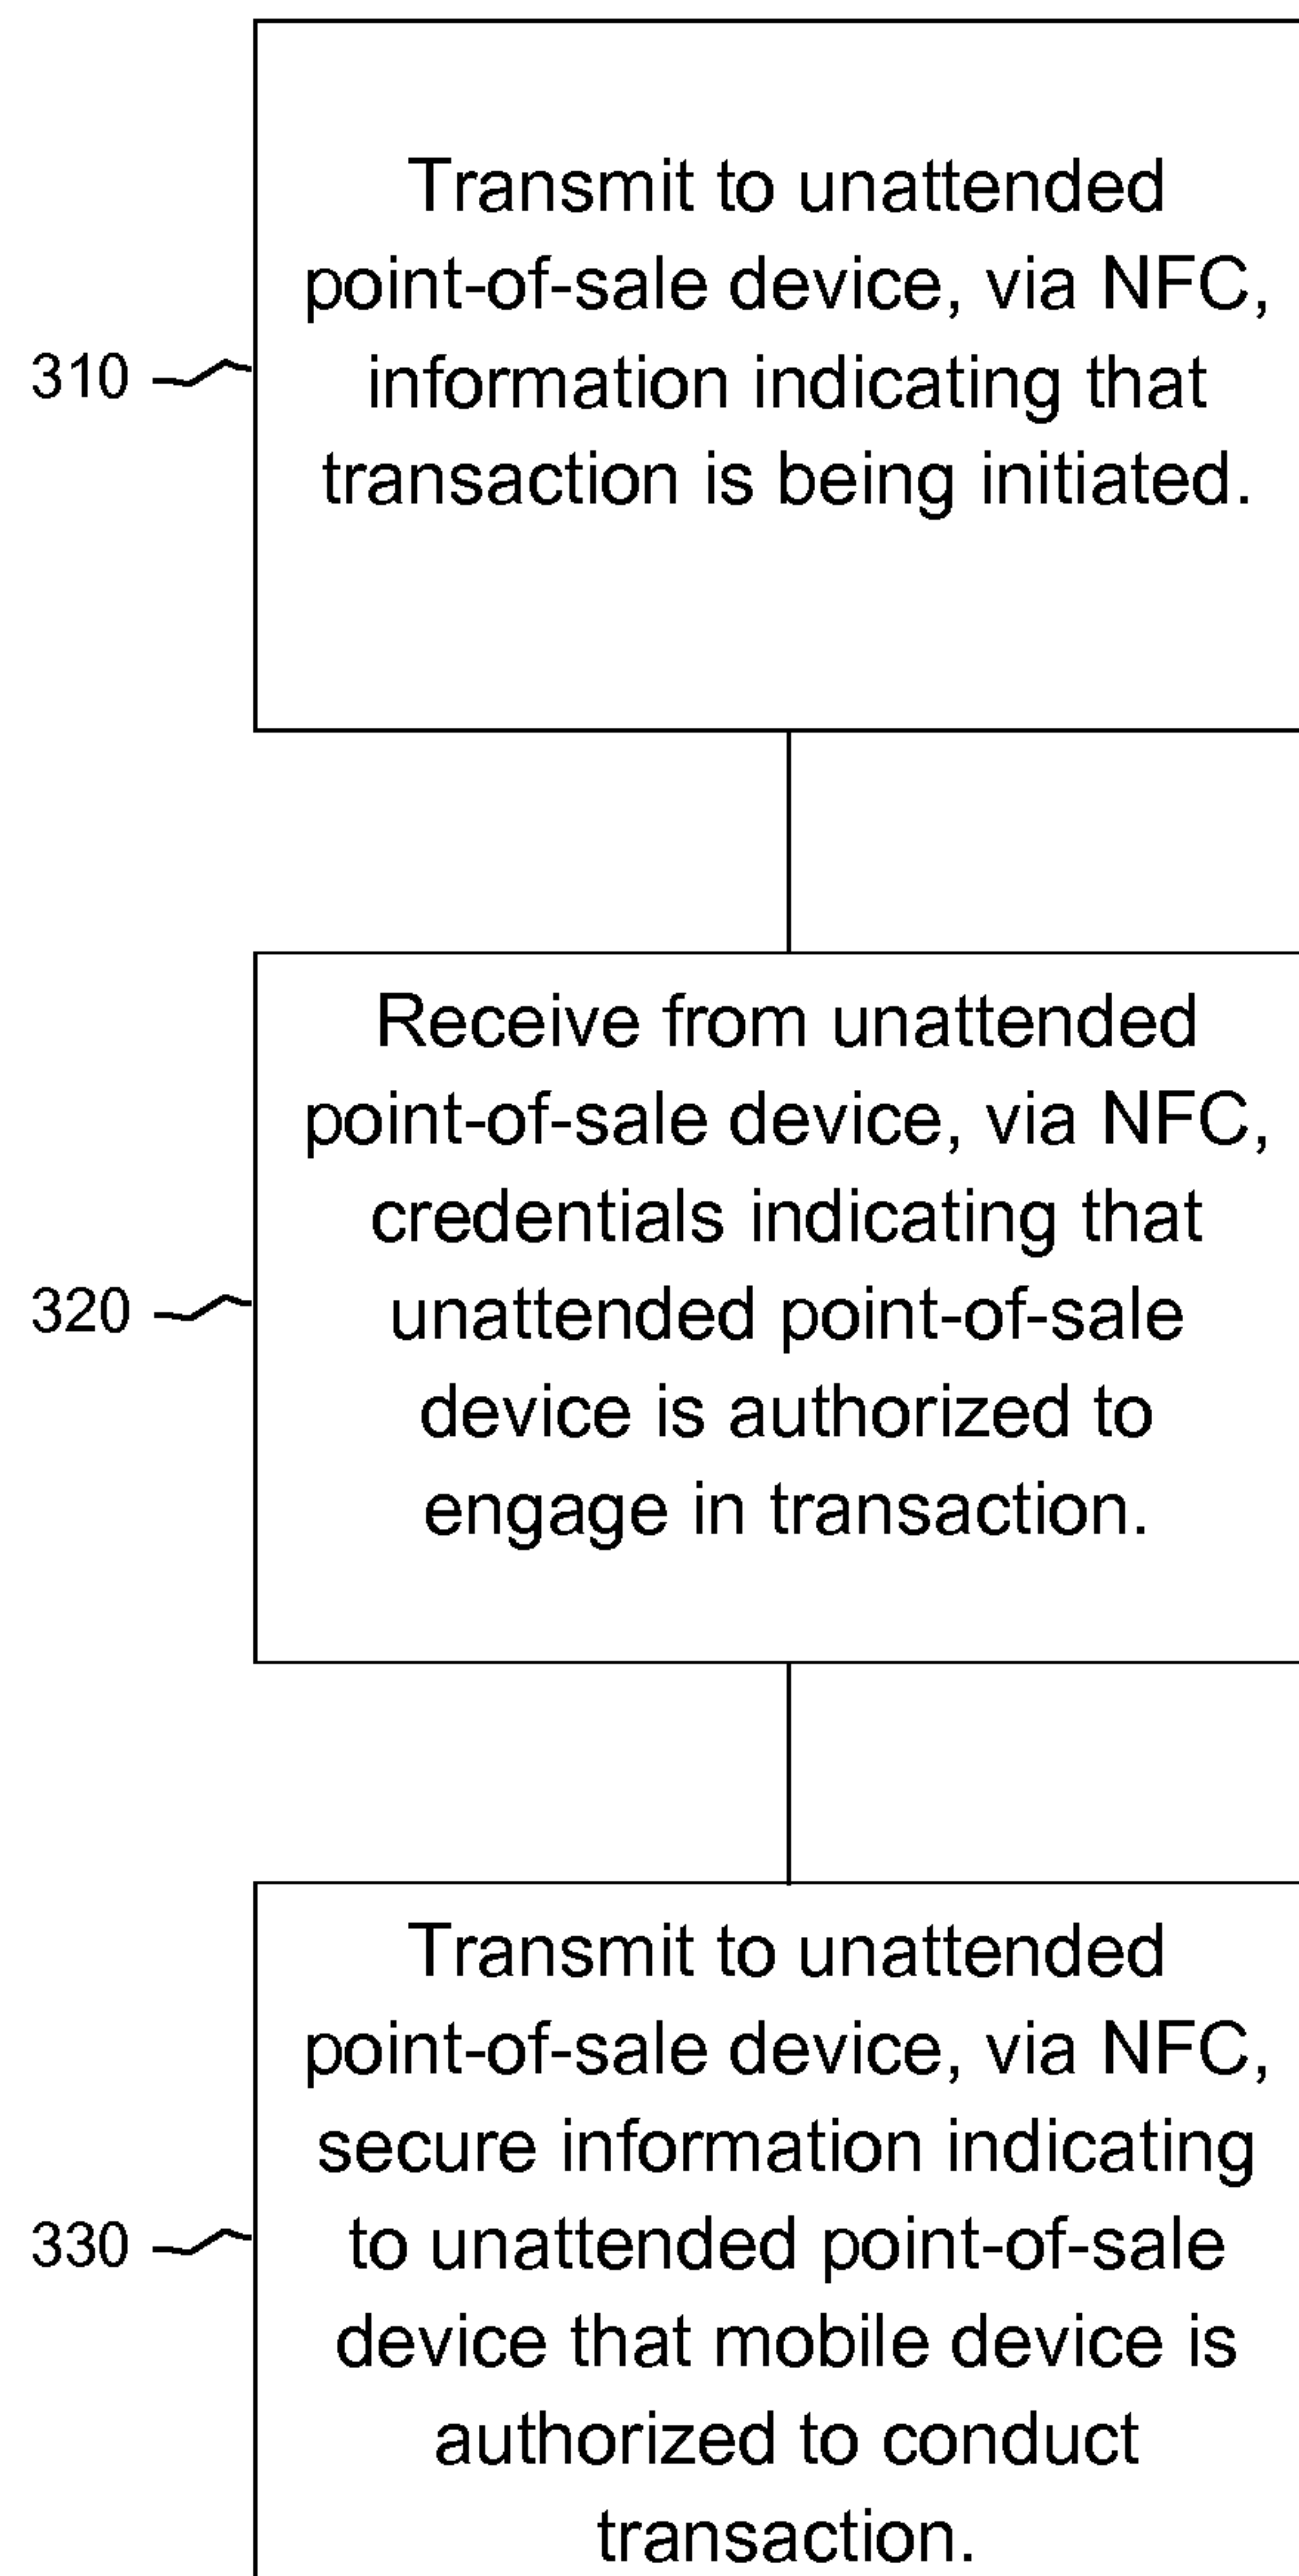 Transmit to unattended
point-of-sale device, via NFC,
information indicating that
transaction is being initiated.
310
Receive from unattended
point-of-sale device, via NFC,
credentials indicating that
unattended point-of-sale
device is authorized to
engage in transaction.
320
Transmit to unattended
point-of-sale device, via NFC,
secure information indicating
to unattended point-of-sale
device that mobile device is
authorized to conduct
transaction.
330